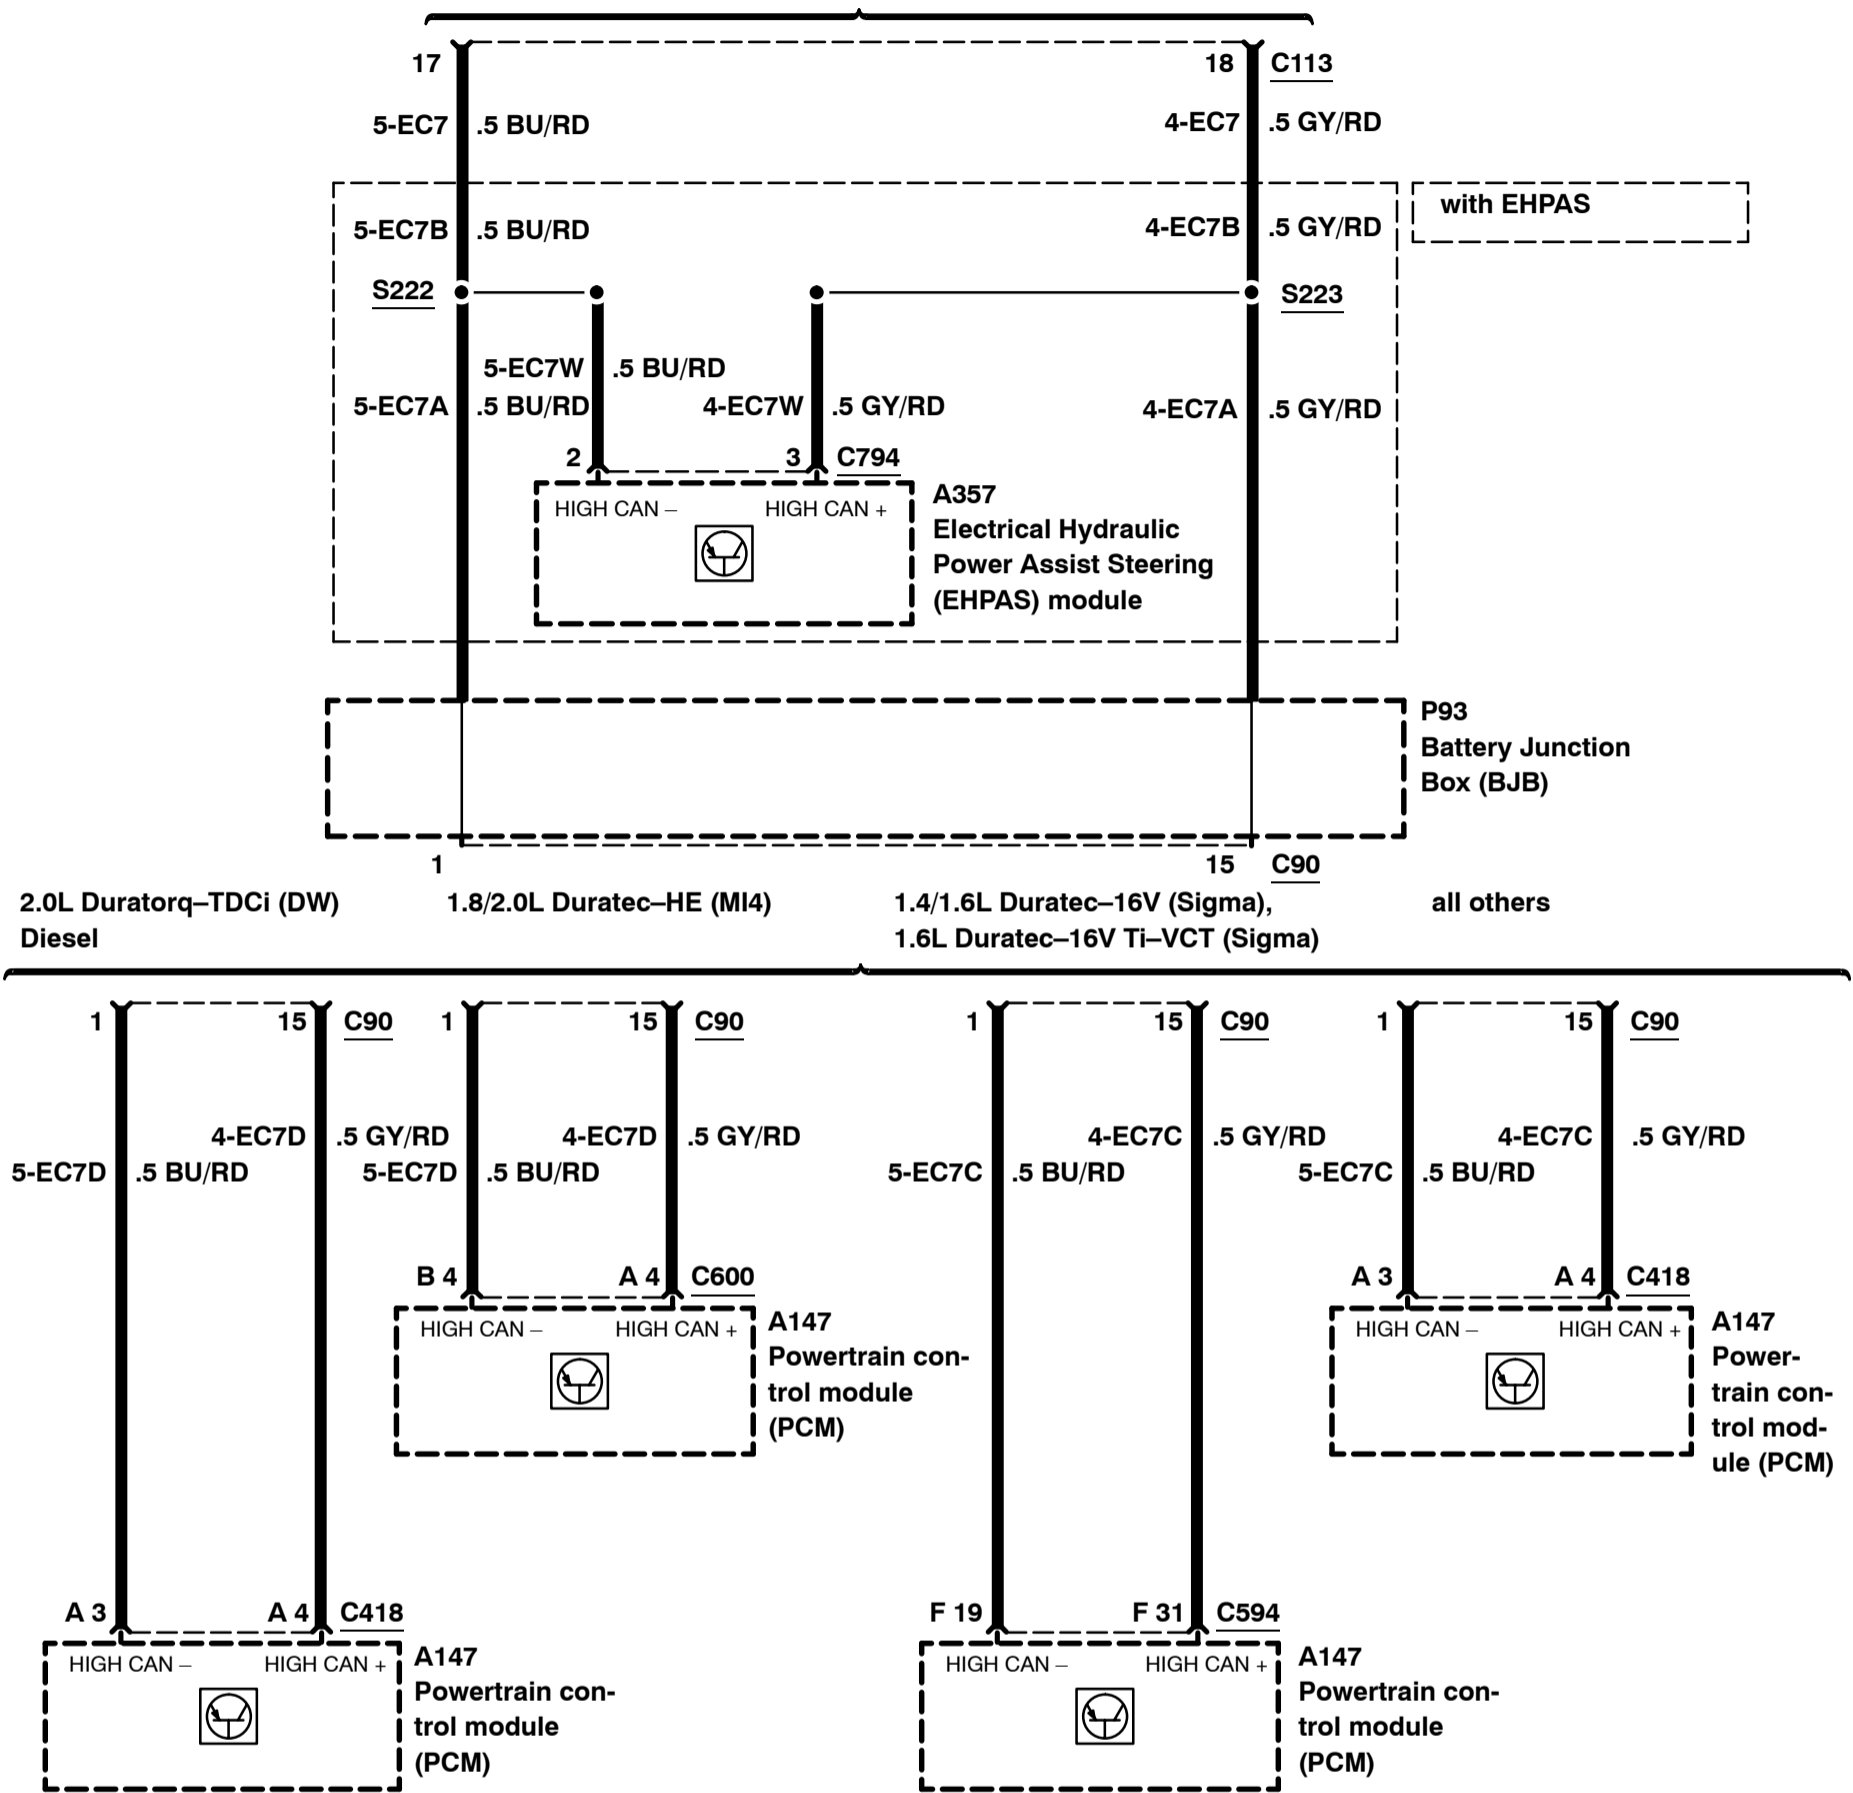 17
18 C113
5-EC7 .5 BU/RD
4-EC7 .5 GY/RD
with EHPAS
5-EC7B .5 BU/RD
4-EC7B .5 GY/RD
S222
S223
5-EC7W .5 BU/RD
5-EC7A .5 BU/RD
4-EC7W .5 GY/RD
4-EC7A .5 GY/RD
2
3 C794
HIGH CAN –
HIGH CAN +
A357
Electrical Hydraulic
Power Assist Steering
(EHPAS) module
P93
Battery Junction
Box (BJB)
1
15 C90
2.0L Duratorq–TDCi (DW)
Diesel
1.8/2.0L Duratec–HE (MI4)
1.4/1.6L Duratec–16V (Sigma),
1.6L Duratec–16V Ti–VCT (Sigma)
all others
1
15 C90
1
15 C90
1
15 C90
1
15 C90
4-EC7D .5 GY/RD
5-EC7D .5 BU/RD
4-EC7D .5 GY/RD
5-EC7D .5 BU/RD
4-EC7C .5 GY/RD
5-EC7C .5 BU/RD
4-EC7C .5 GY/RD
5-EC7C .5 BU/RD
B 4
A 4 C600
HIGH CAN –
HIGH CAN +
A147
Powertrain con-
trol module
(PCM)
A 3
A 4 C418
HIGH CAN –
HIGH CAN +
A147
Power-
train con-
trol mod-
ule (PCM)
A 3
A 4 C418
HIGH CAN –
HIGH CAN +
A147
Powertrain con-
trol module
(PCM)
F 19
F 31 C594
HIGH CAN –
HIGH CAN +
A147
Powertrain con-
trol module
(PCM)